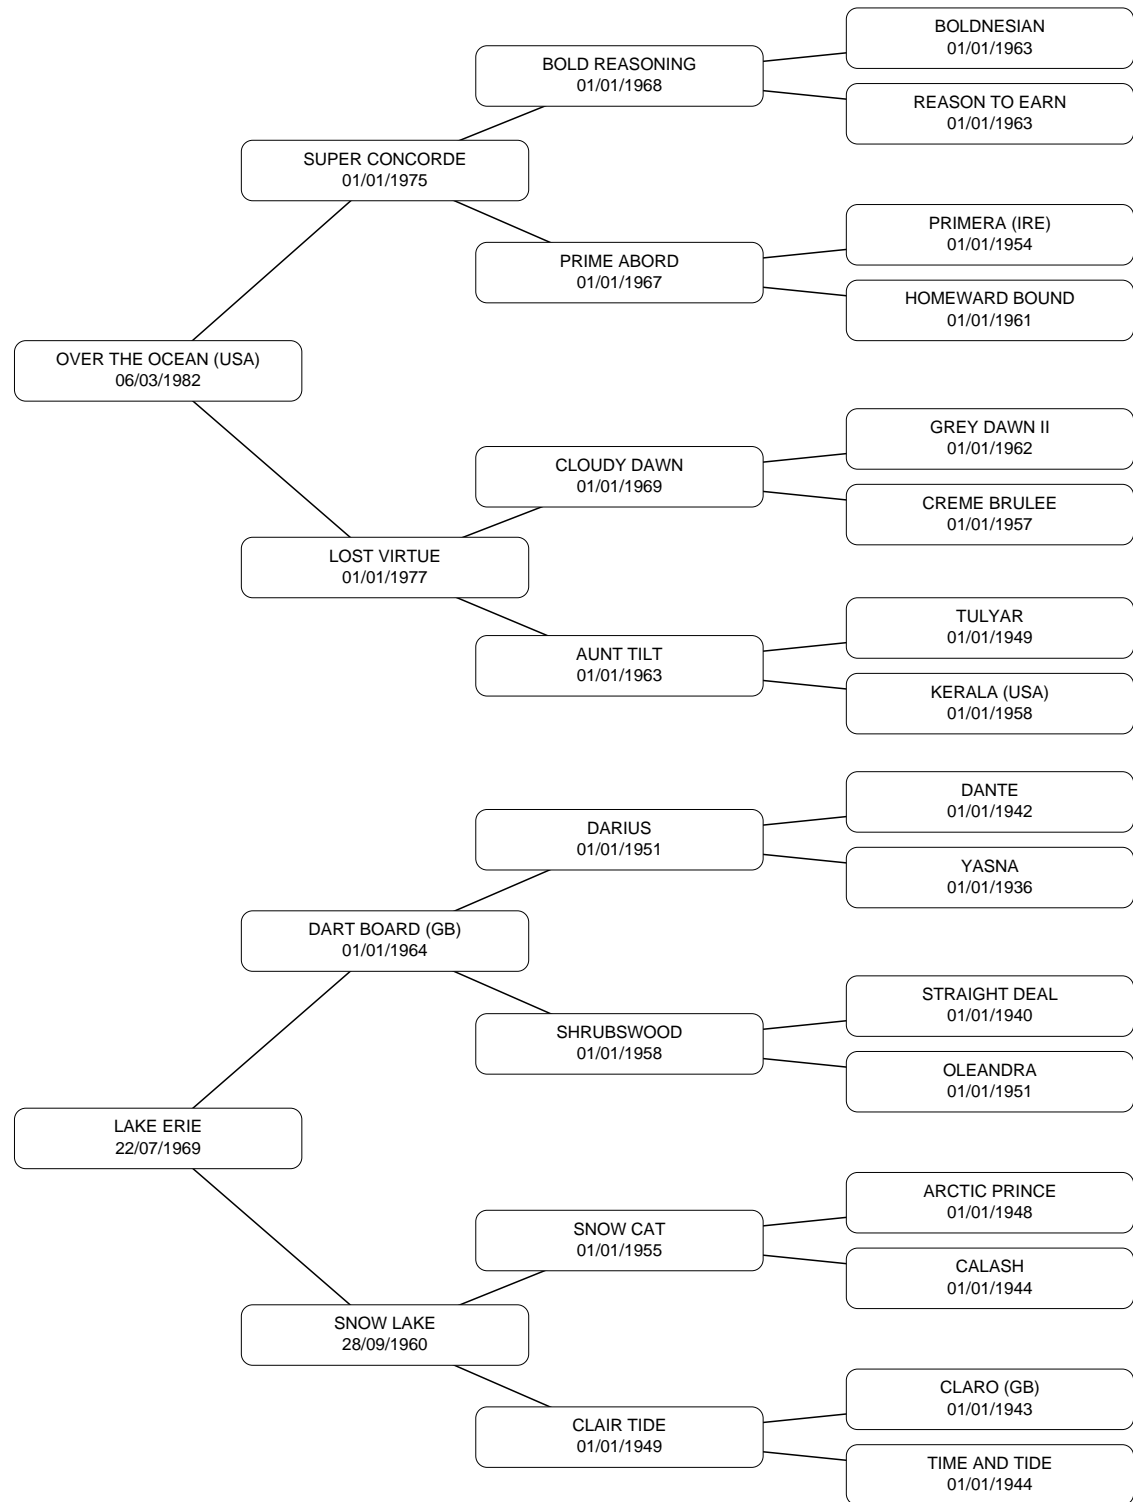 BOLDNESIAN
01/01/1963
BOLD REASONING
01/01/1968
REASON TO EARN
01/01/1963
SUPER CONCORDE
01/01/1975
PRIMERA (IRE)
01/01/1954
PRIME ABORD
01/01/1967
HOMEWARD BOUND
01/01/1961
OVER THE OCEAN (USA)
06/03/1982
GREY DAWN II
01/01/1962
CLOUDY DAWN
01/01/1969
CREME BRULEE
01/01/1957
LOST VIRTUE
01/01/1977
TULYAR
01/01/1949
AUNT TILT
01/01/1963
KERALA (USA)
01/01/1958
DANTE
01/01/1942
DARIUS
01/01/1951
YASNA
01/01/1936
DART BOARD (GB)
01/01/1964
STRAIGHT DEAL
01/01/1940
SHRUBSWOOD
01/01/1958
OLEANDRA
01/01/1951
LAKE ERIE
22/07/1969
ARCTIC PRINCE
01/01/1948
SNOW CAT
01/01/1955
CALASH
01/01/1944
SNOW LAKE
28/09/1960
CLARO (GB)
01/01/1943
CLAIR TIDE
01/01/1949
TIME AND TIDE
01/01/1944